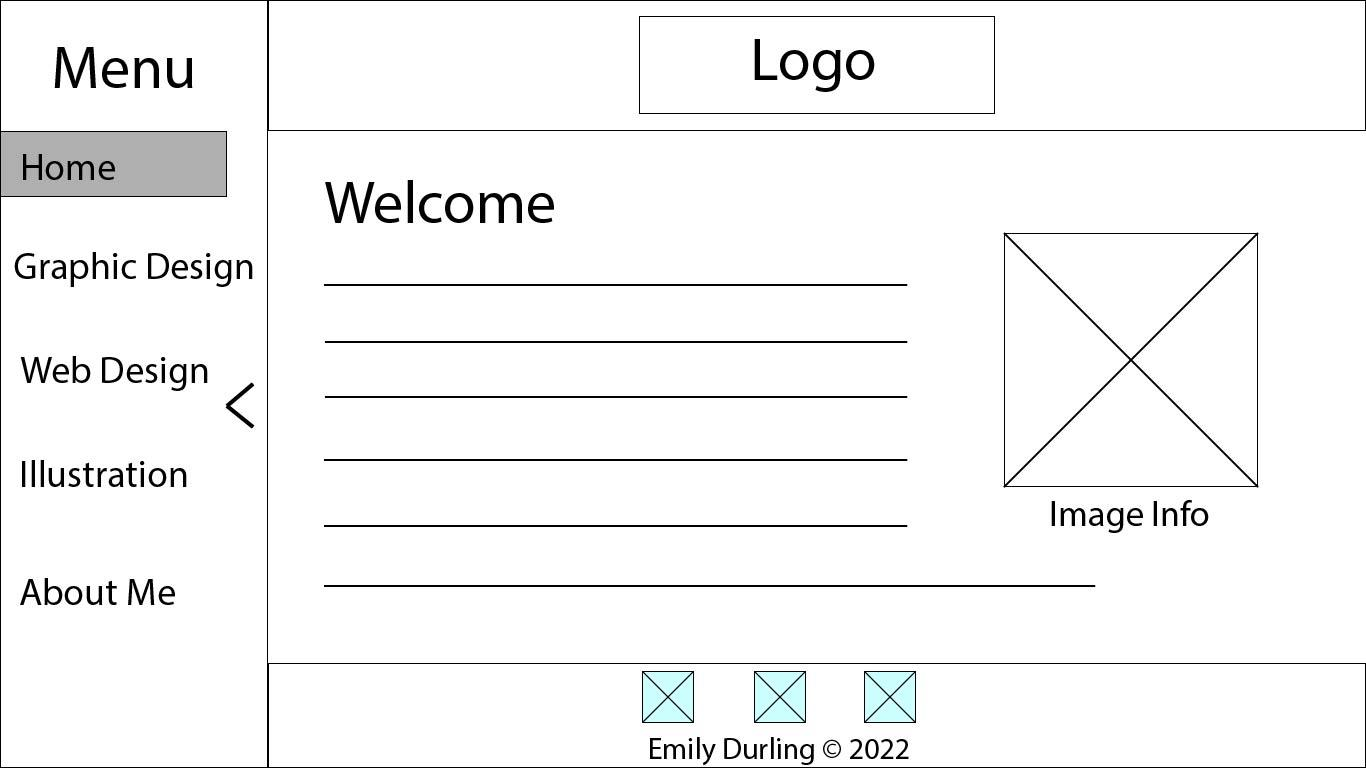 Menu
Home
Graphic Design
Web Design
Illustration
About Me
Logo
Welcome
Image Info
Emily Durling © 2022